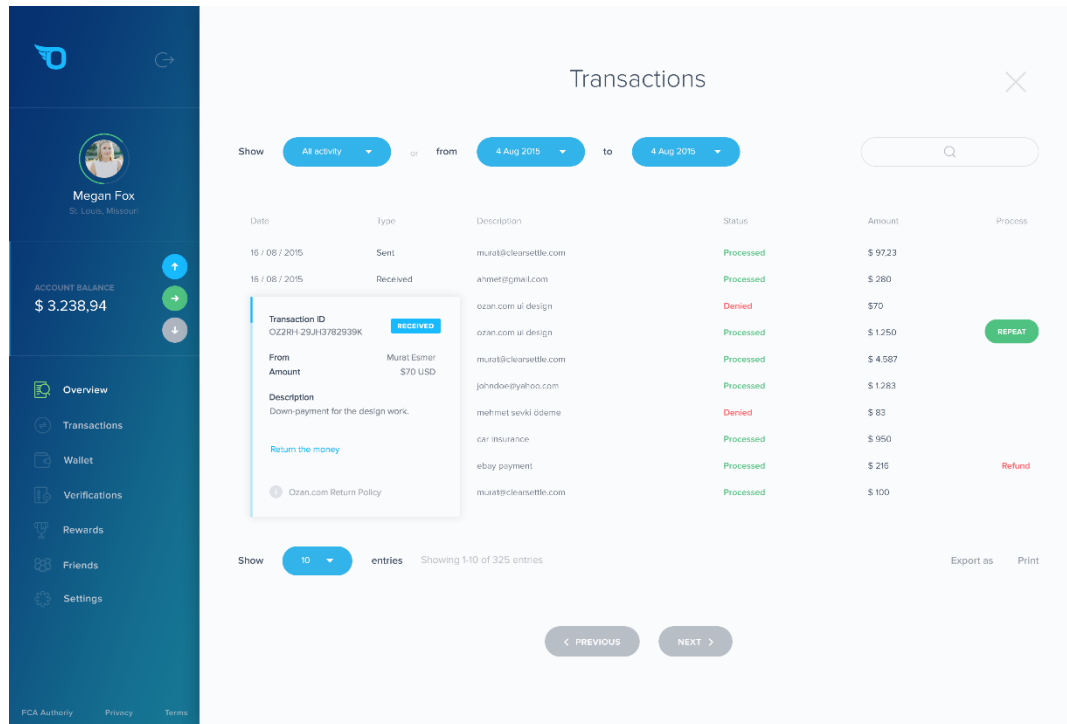 Megan Fox
St. Louis, Missouri
ACCOUNT BALANCE
$ 3.238,94
Overview
Transactions
Wallet
Verifications
Rewards
Friends
Settings
FCA Authoriy Privacy Terms
Transactions
Show All activity or from 4 Aug 2015 to 4 Aug 2015
Date Type Description Status Amount Process
16 / 08 / 2015 Sent murat@clearsettle.com Processed $ 97,23
16 / 08 / 2015 Received ahmet@gmail.com Processed $ 280
ozan.com ui design Denied $70
ozan.com ui design Processed $ 1.250 REPEAT
murat@clearsettle.com Processed $ 4.587
johndoe@yahoo.com Processed $ 1.283
mehmet sevki ödeme Denied $ 83
car insurance Processed $ 950
ebay payment Processed $ 216 Refund
murat@clearsettle.com Processed $ 100
Transaction ID
OZ2RH-29JH3782939K RECEIVED
From Murat Esmer
Amount $70 USD
Description
Down-payment for the design work.
Return the money
Ozan.com Return Policy
Show 10 entries Showing 1-10 of 325 entries Export as Print
PREVIOUS NEXT